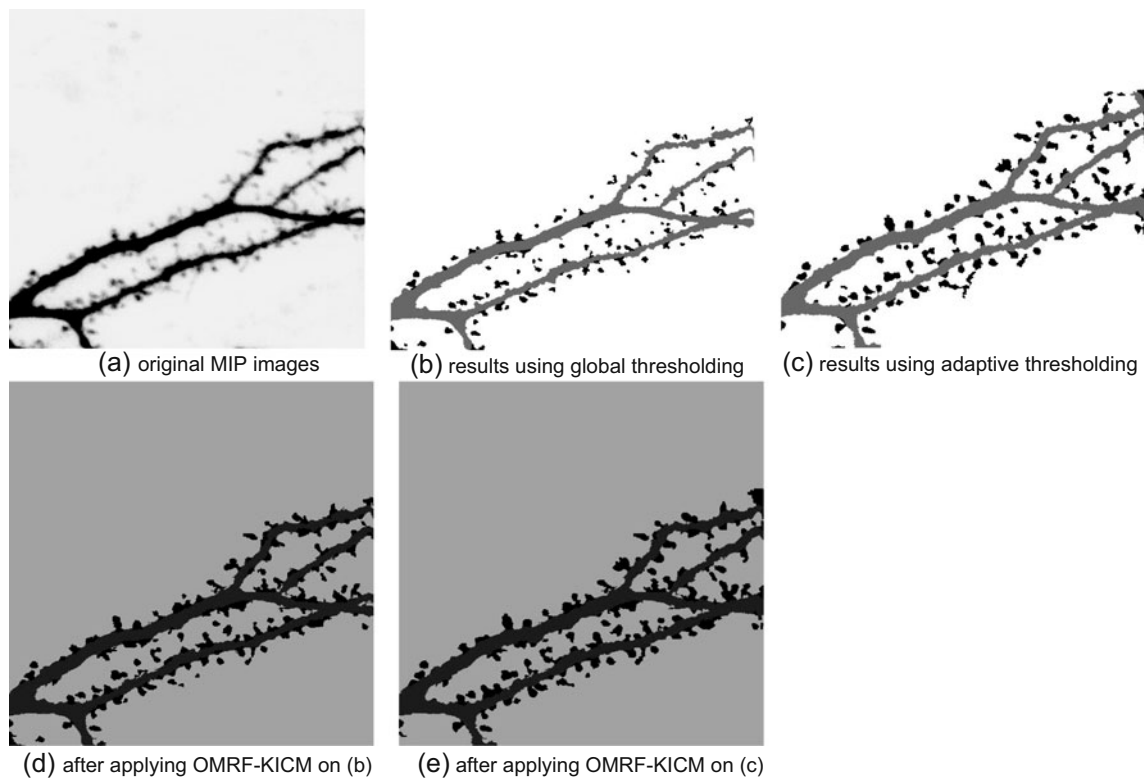 (a) original MIP images
(b) results using global thresholding
(c) results using adaptive thresholding
(d) after applying OMRF-KICM on (b)
(e) after applying OMRF-KICM on (c)